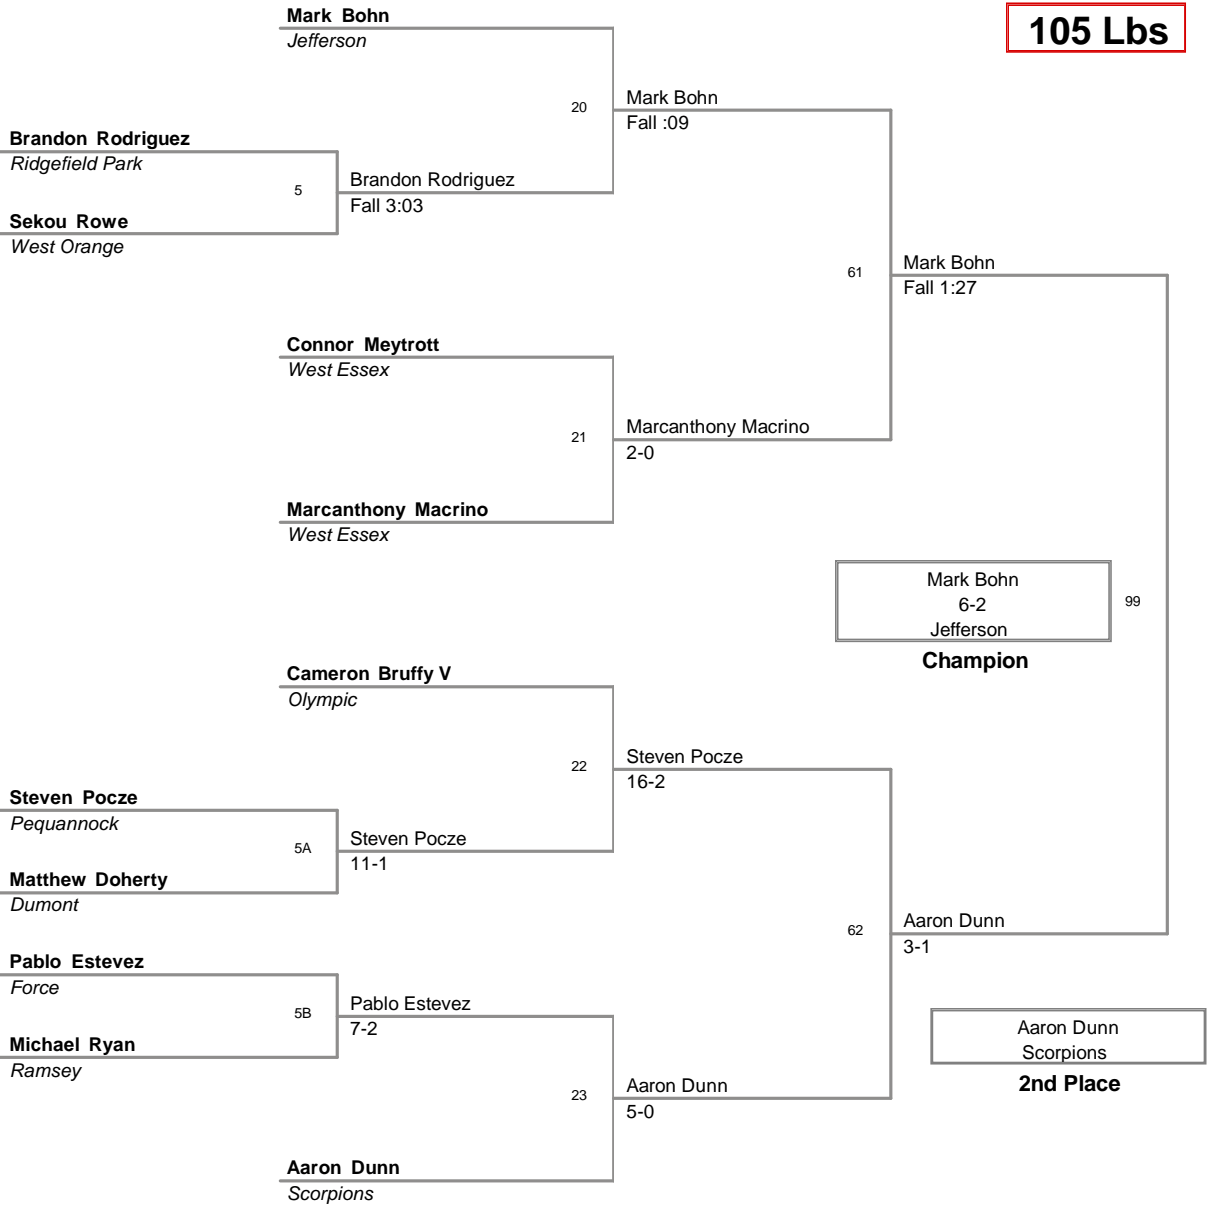 Mark Bohn
Jefferson
105 Lbs
20
Mark Bohn
Fall :09
Brandon Rodriguez
Ridgefield Park
5
Brandon Rodriguez
Fall 3:03
Sekou Rowe
West Orange
61
Mark Bohn
Fall 1:27
Connor Meytrott
West Essex
21
Marcanthony Macrino
2-0
Marcanthony Macrino
West Essex
Mark Bohn
6-2
Jefferson
99
Champion
Cameron Bruffy V
Olympic
22
Steven Pocze
16-2
Steven Pocze
Pequannock
5A
Steven Pocze
11-1
Matthew Doherty
Dumont
62
Aaron Dunn
3-1
Pablo Estevez
Force
5B
Pablo Estevez
7-2
Michael Ryan
Ramsey
Aaron Dunn
Scorpions
2nd Place
23
Aaron Dunn
5-0
Aaron Dunn
Scorpions